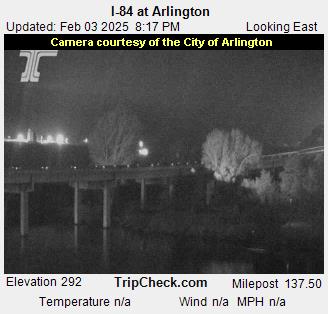 I-84 at Arlington
Updated: Feb 03 2025 8:17 PM Looking East
Camera courtesy of the City of Arlington
Elevation 292 TripCheck.com Milepost 137.50
Temperature n/a Wind n/a MPH n/a